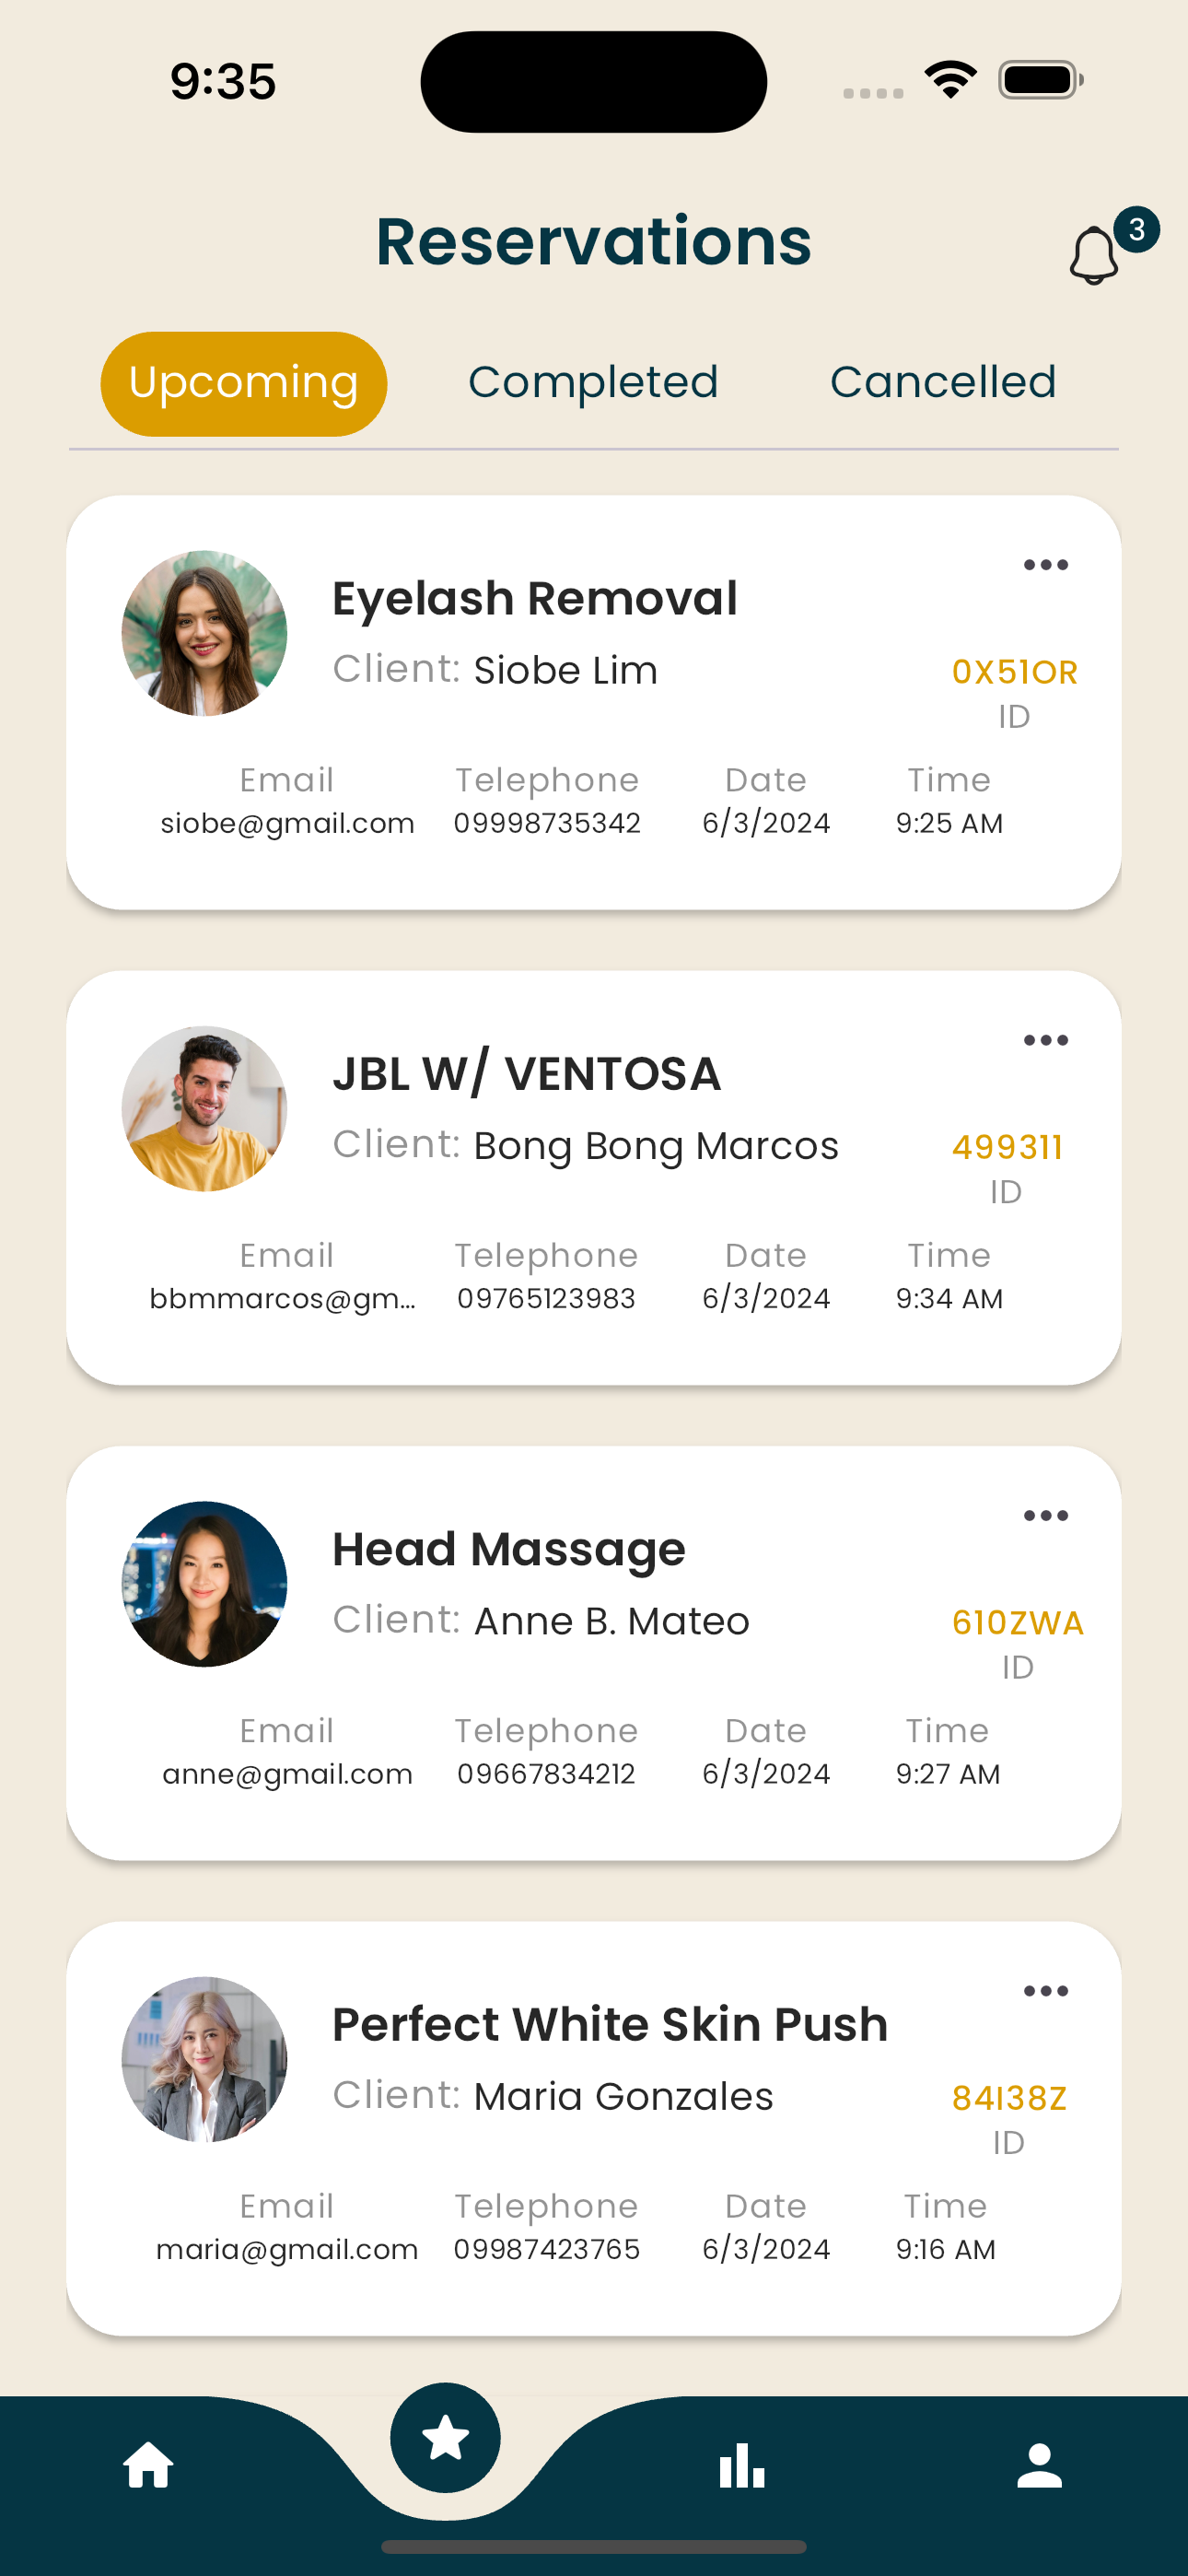 9:35
Reservations
3
Upcoming Completed Cancelled
Eyelash Removal
Client: Siobe Lim
0X51OR
ID
Email Telephone Date Time
siobe@gmail.com 09998735342 6/3/2024 9:25 AM
JBL W/ VENTOSA
Client: Bong Bong Marcos
499311
ID
Email Telephone Date Time
bbmmarcos@gm... 09765123983 6/3/2024 9:34 AM
Head Massage
Client: Anne B. Mateo
610ZWA
ID
Email Telephone Date Time
anne@gmail.com 09667834212 6/3/2024 9:27 AM
Perfect White Skin Push
Client: Maria Gonzales
84I38Z
ID
Email Telephone Date Time
maria@gmail.com 09987423765 6/3/2024 9:16 AM